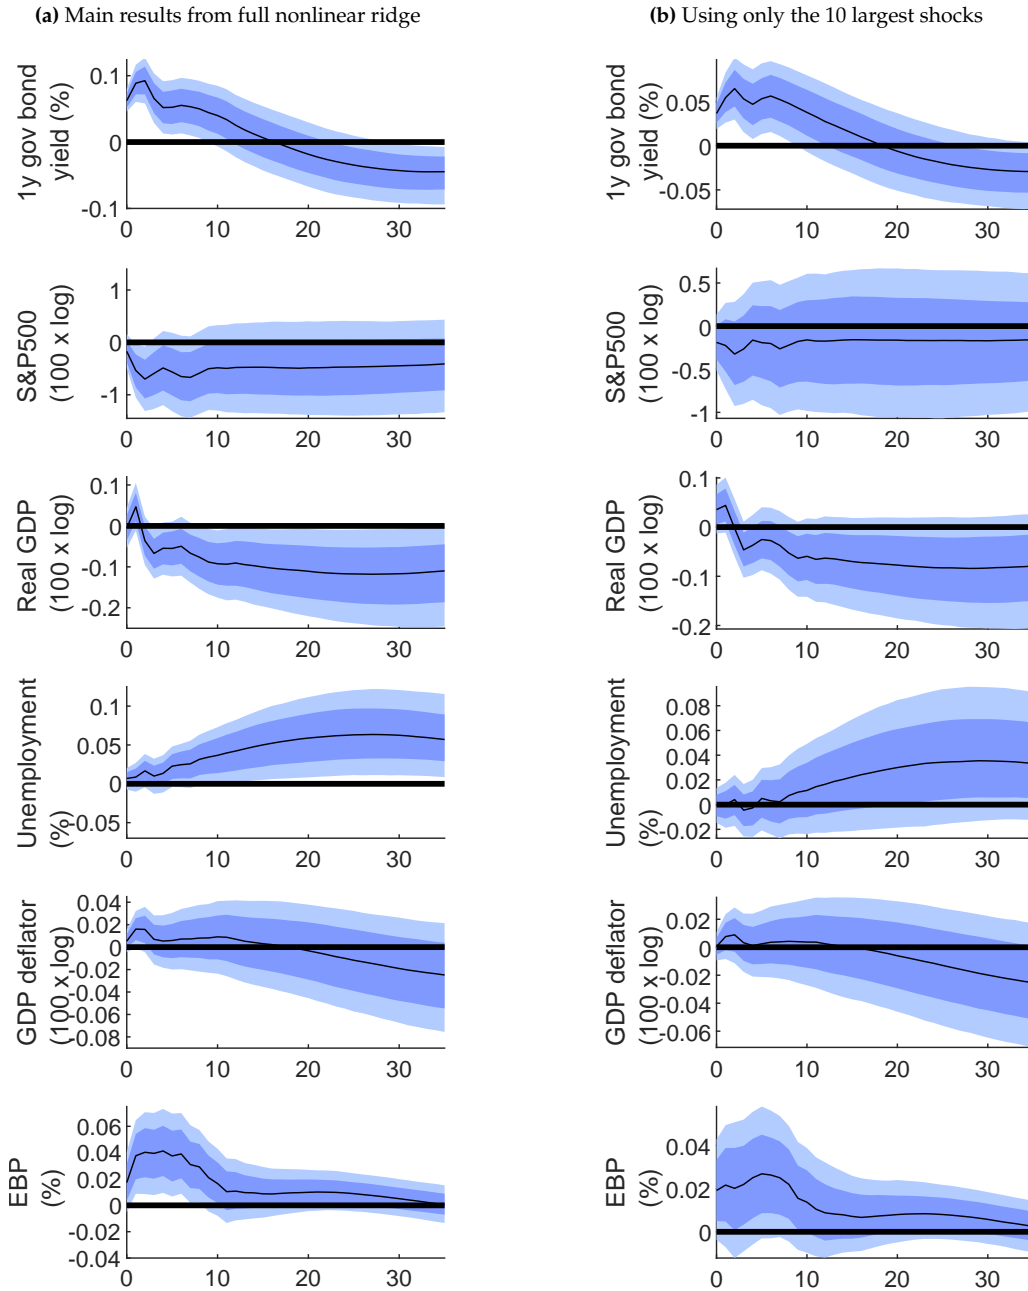 (a) Main results from full nonlinear ridge
(b) Using only the 10 largest shocks
1y gov bond
yield (%)
0.1
0
-0.1
0 10 20 30
1y gov bond
yield (%)
0.05
0
-0.05
0 10 20 30
S&P500
(100 x log)
1
0
-1
0 10 20 30
S&P500
(100 x log)
0.5
0
-0.5
-1
0 10 20 30
Real GDP
(100 x log)
0.1
0
-0.1
-0.2
0 10 20 30
Real GDP
(100 x log)
0.1
0
-0.1
-0.2
0 10 20 30
Unemployment
(%)
0.1
0.05
0
-0.05
0 10 20 30
Unemployment
(%)
0.08
0.06
0.04
0.02
0
-0.02
0 10 20 30
GDP deflator
(100 x log)
0.04
0.02
0
-0.02
-0.04
-0.06
-0.08
0 10 20 30
GDP deflator
(100 x log)
0.02
0
-0.02
-0.04
-0.06
0 10 20 30
EBP
(%)
0.06
0.04
0.02
0
-0.02
-0.04
0 10 20 30
EBP
(%)
0.04
0.02
0
0 10 20 30